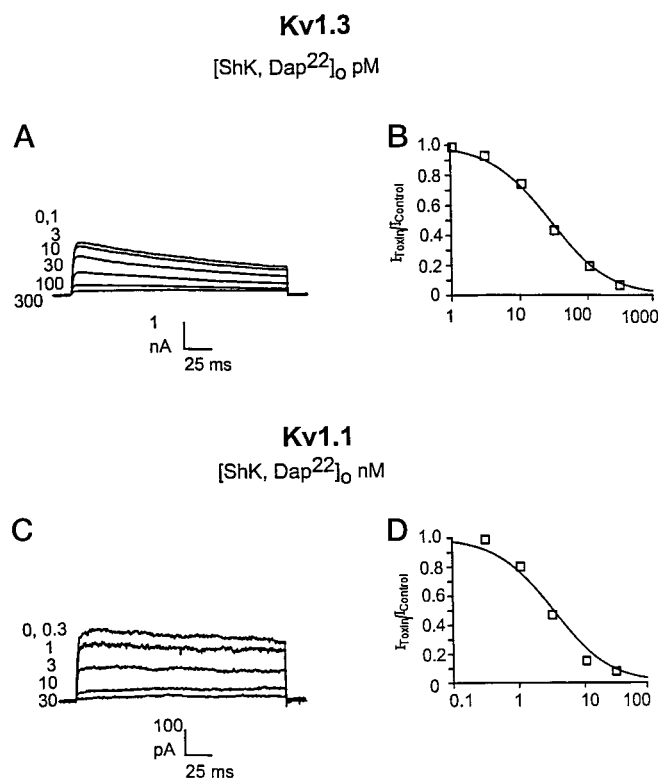 Kv1.3
[ShK, Dap22]o pM
A
0,1
3
10
30
100
300
1
nA
25 ms
B
IToxin/IControl
1.0
0.8
0.6
0.4
0.2
0
1
10
100
1000
Kv1.1
[ShK, Dap22]o nM
C
0, 0.3
1
3
10
30
100
pA
25 ms
D
IToxin/IControl
1.0
0.8
0.6
0.4
0.2
0
0.1
1
10
100